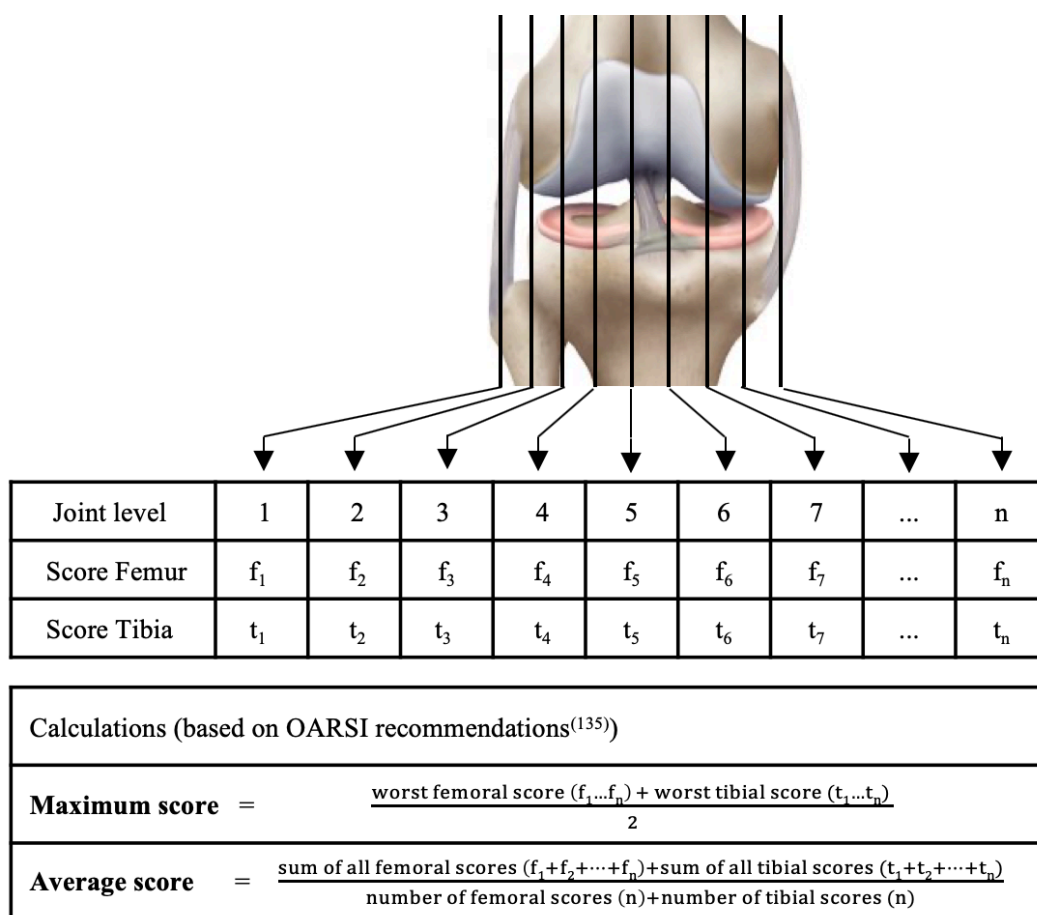 Joint level 1 2 3 4 5 6 7 ... n
Score Femur f₁ f₂ f₃ f₄ f₅ f₆ f₇ ... fₙ
Score Tibia t₁ t₂ t₃ t₄ t₅ t₆ t₇ ... tₙ
Calculations (based on OARSI recommendations⁽¹³⁵⁾)
Maximum score = worst femoral score (f₁...fₙ) + worst tibial score (t₁...tₙ)
2
Average score = sum of all femoral scores (f₁+f₂+⋯+fₙ)+sum of all tibial scores (t₁+t₂+⋯+tₙ)
number of femoral scores (n)+number of tibial scores (n)